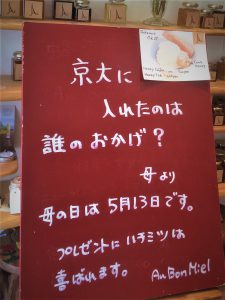 京大に
入れたのは
誰のおかげ？
母より
母の日は5月13日です。
プレゼントにハチミツは
喜ばれます。 Au Bon Miel